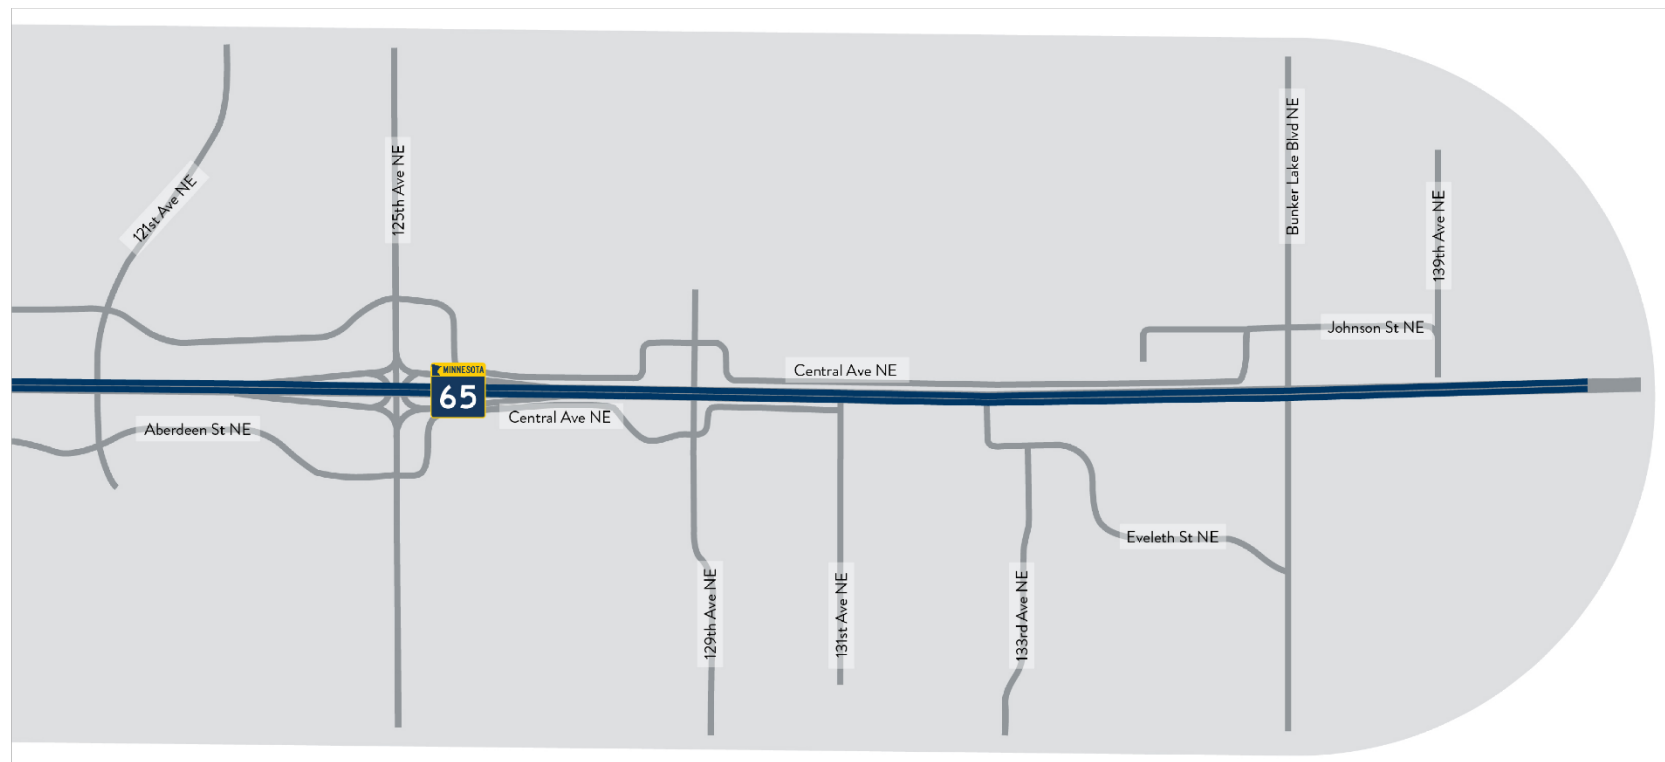 121st Ave NE
125th Ave NE
Bunker Lake Blvd NE
139th Ave NE
Johnson St NE
MINNESOTA
65
Central Ave NE
Central Ave NE
Aberdeen St NE
Eveleth St NE
129th Ave NE
131st Ave NE
133rd Ave NE